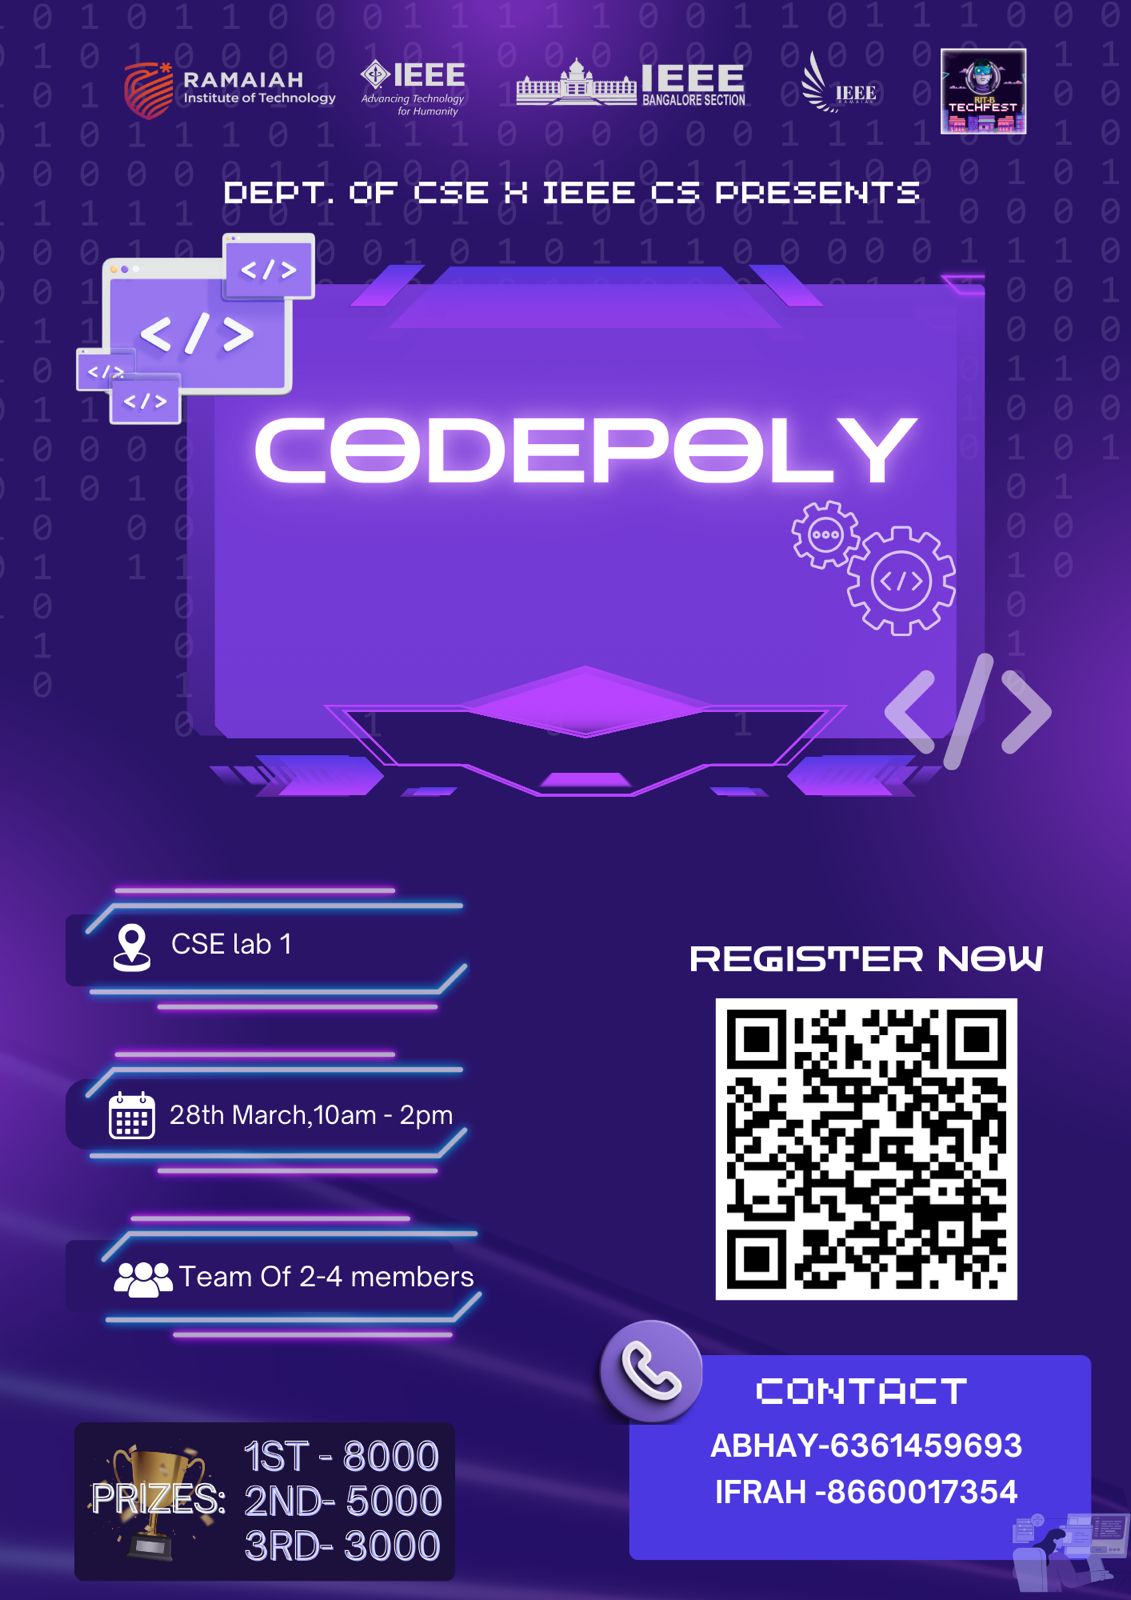 RAMAIAH
Institute of Technology
IEEE
Advancing Technology
for Humanity
IEEE
BANGALORE SECTION
IEEE
RAMAIAH
RIT-B
TECHFEST
DEPT. OF CSE X IEEE CS PRESENTS
</>
</>
</>
</>
CODEPOLY
</>
</>
CSE lab 1
28th March,10am - 2pm
Team Of 2-4 members
REGISTER NOW
CONTACT
ABHAY-6361459693
IFRAH -8660017354
PRIZES:
1ST - 8000
2ND- 5000
3RD- 3000